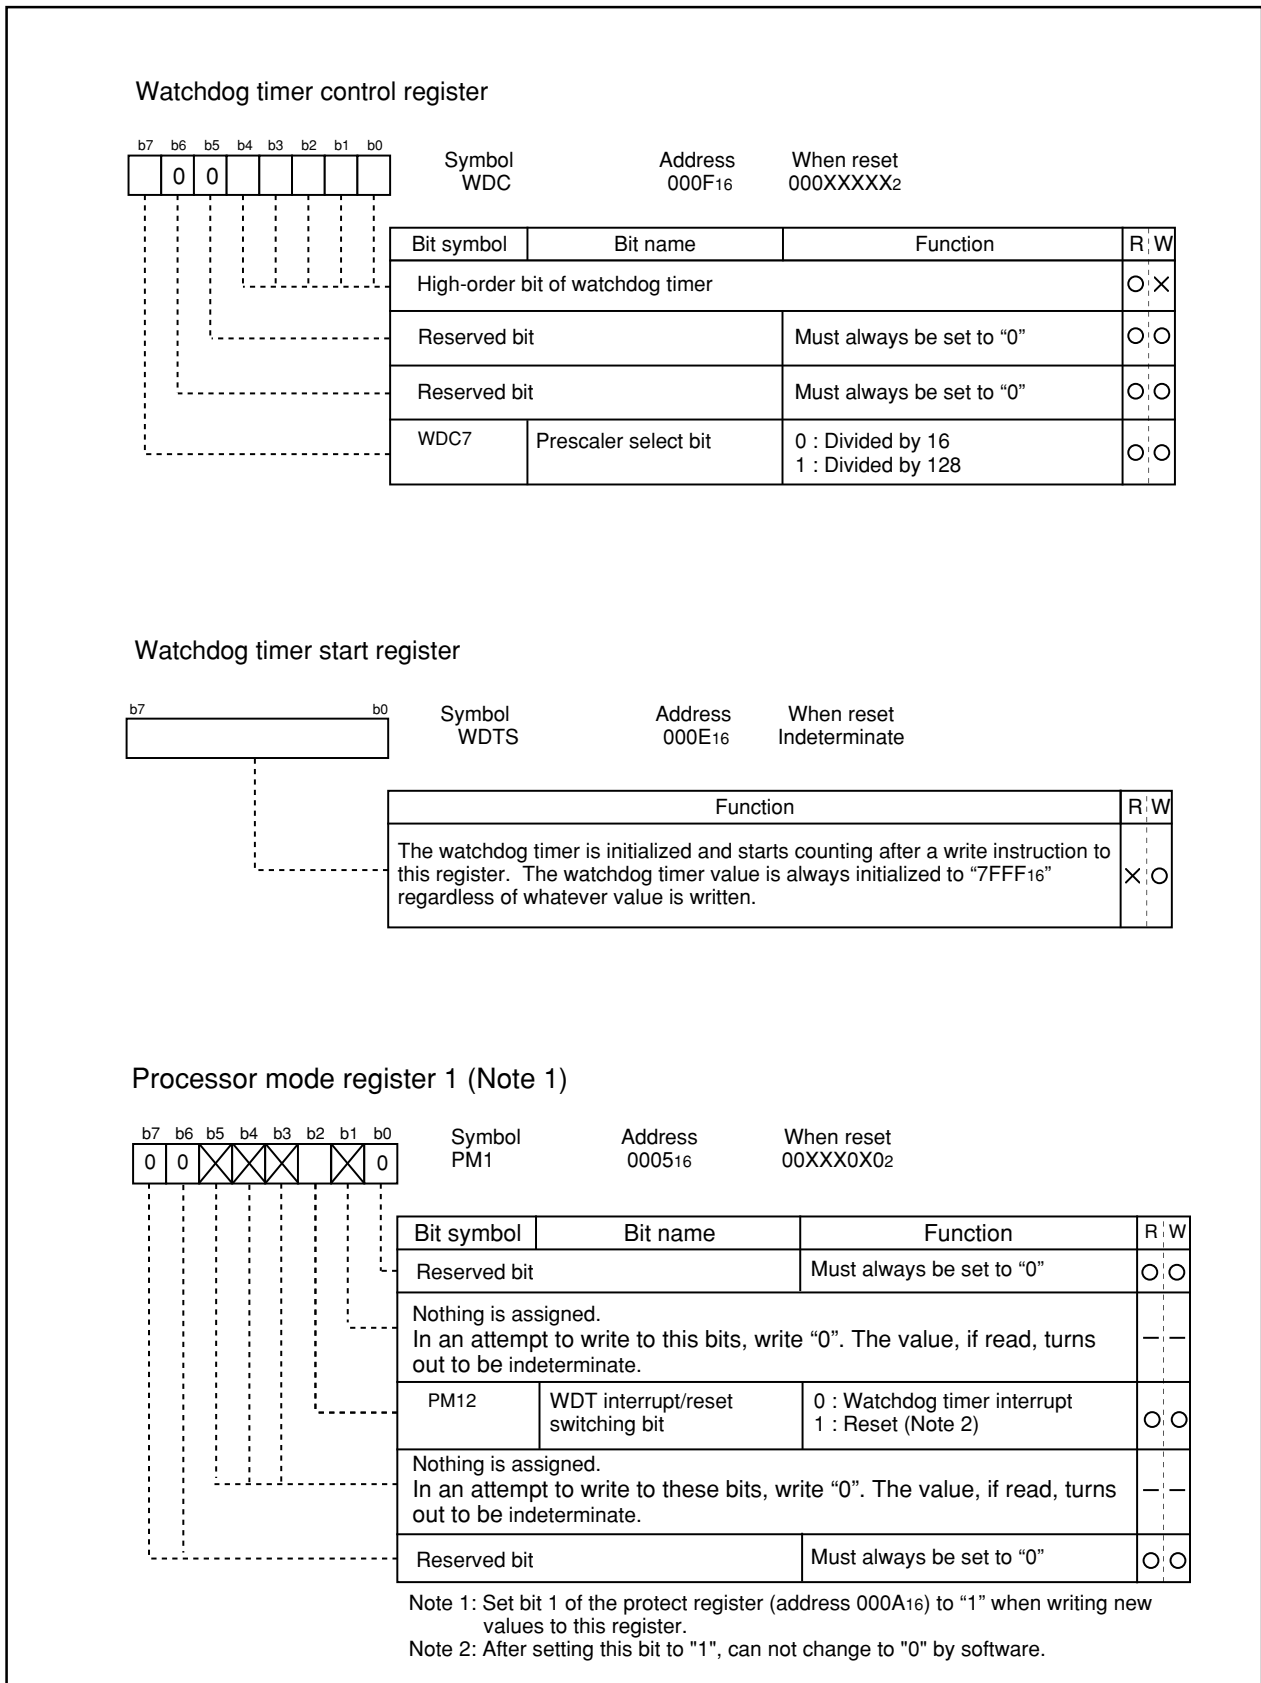 Watchdog timer control register
b7 b6 b5 b4 b3 b2 b1 b0
0 0
Symbol Address When reset
WDC 000F16 000XXXXX2
Bit symbol Bit name Function R W
High-order bit of watchdog timer
Reserved bit Must always be set to “0”
Reserved bit Must always be set to “0”
WDC7 Prescaler select bit 0 : Divided by 16
1 : Divided by 128
Watchdog timer start register
b7 b0
Symbol Address When reset
WDTS 000E16 Indeterminate
Function R W
The watchdog timer is initialized and starts counting after a write instruction to
this register. The watchdog timer value is always initialized to “7FFF16”
regardless of whatever value is written.
Processor mode register 1 (Note 1)
b7 b6 b5 b4 b3 b2 b1 b0
0 0 0
Symbol Address When reset
PM1 000516 00XXX0X02
Bit symbol Bit name Function R W
Reserved bit Must always be set to “0”
Nothing is assigned.
In an attempt to write to this bits, write “0”. The value, if read, turns
out to be indeterminate.
PM12 WDT interrupt/reset 0 : Watchdog timer interrupt
switching bit 1 : Reset (Note 2)
Nothing is assigned.
In an attempt to write to these bits, write “0”. The value, if read, turns
out to be indeterminate.
Reserved bit Must always be set to “0”
Note 1: Set bit 1 of the protect register (address 000A16) to “1” when writing new
values to this register.
Note 2: After setting this bit to "1", can not change to "0" by software.